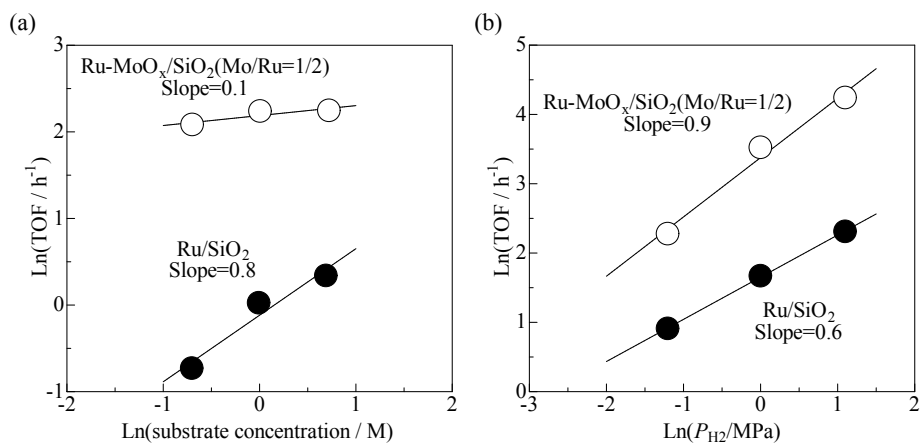 (a)
3
2
1
0
-1
Ln(TOF / h⁻¹)
Ru-MoOₓ/SiO₂(Mo/Ru=1/2)
Slope=0.1
Ru/SiO₂
Slope=0.8
-2 -1 0 1 2
Ln(substrate concentration / M)
(b)
5
4
3
2
1
0
Ln(TOF / h⁻¹)
Ru-MoOₓ/SiO₂(Mo/Ru=1/2)
Slope=0.9
Ru/SiO₂
Slope=0.6
-3 -2 -1 0 1 2
Ln(P_H2/MPa)